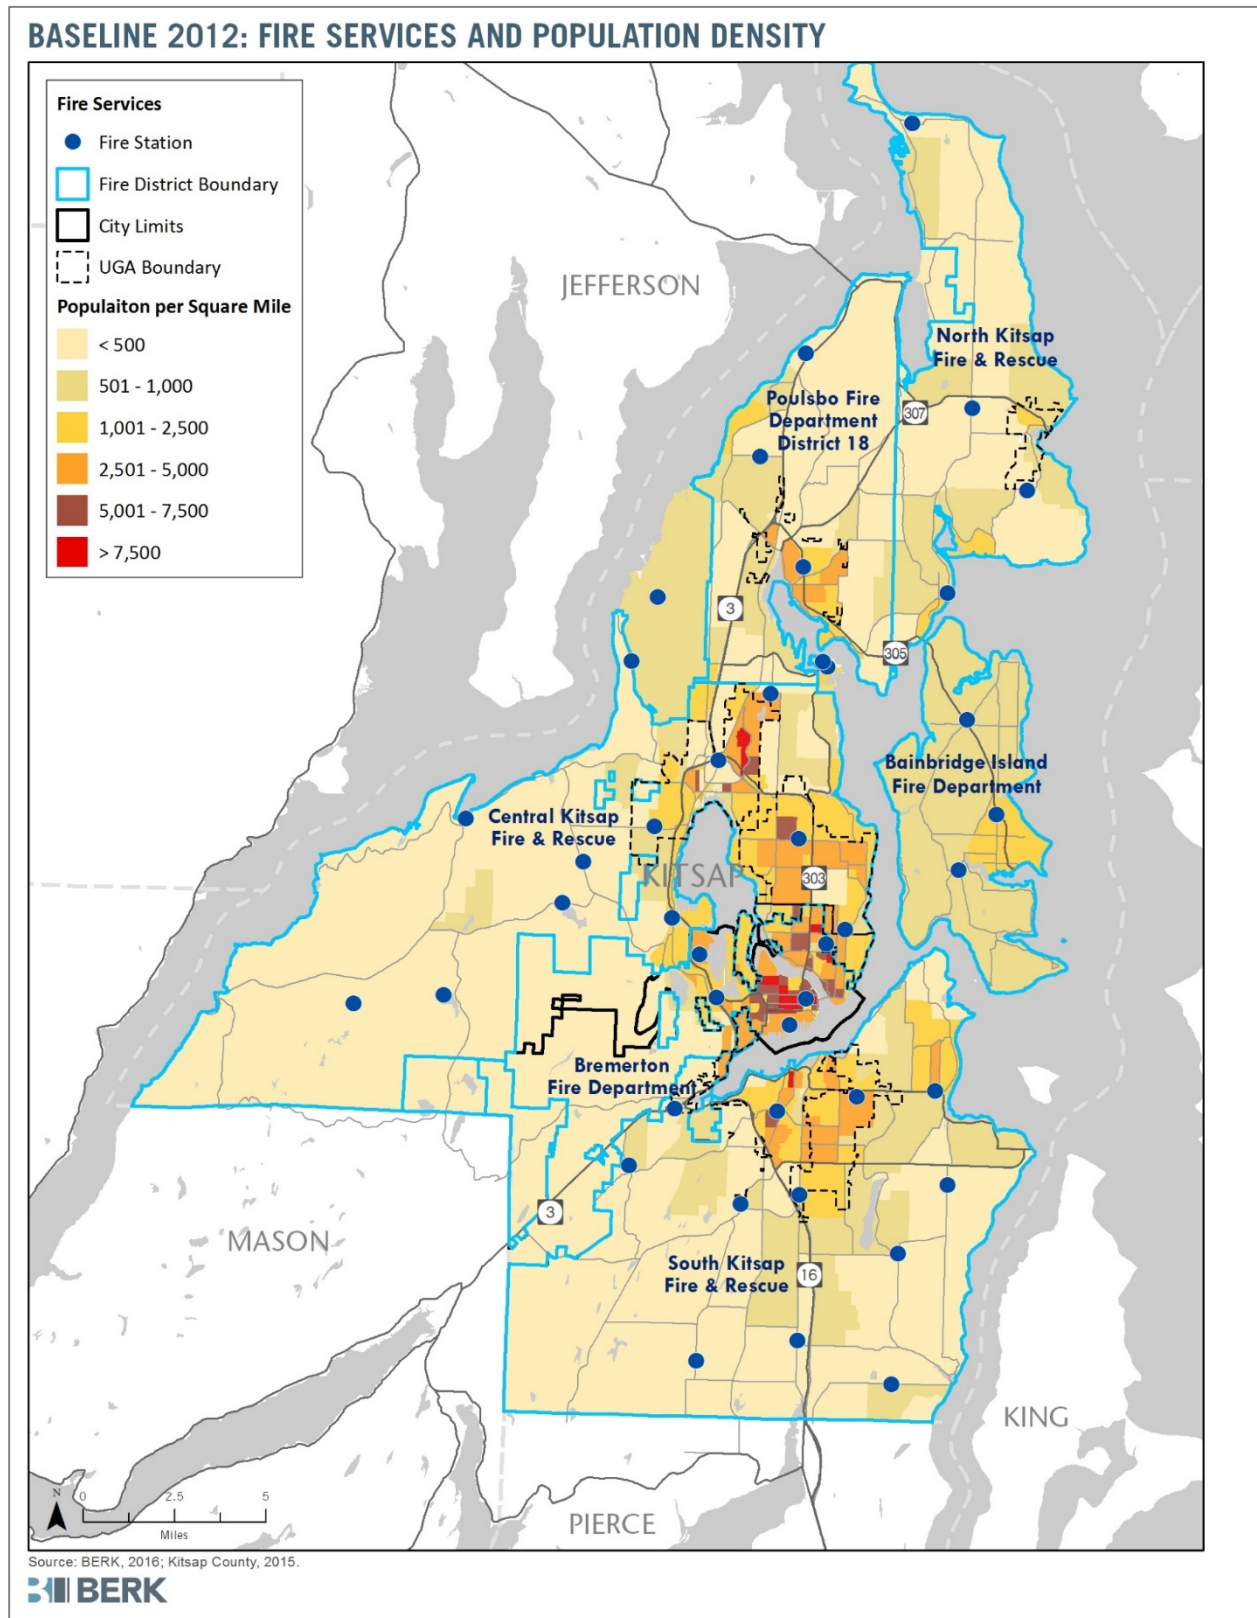 BASELINE 2012: FIRE SERVICES AND POPULATION DENSITY
Fire Services
Fire Station
Fire District Boundary
City Limits
UGA Boundary
Populaiton per Square Mile
< 500
501 - 1,000
1,001 - 2,500
2,501 - 5,000
5,001 - 7,500
> 7,500
JEFFERSON
North Kitsap
Fire & Rescue
Poulsbo Fire
Department
District 18
307
3
305
Bainbridge Island
Fire Department
Central Kitsap
Fire & Rescue
KITSAP
303
Bremerton
Fire Department
3
MASON
South Kitsap
Fire & Rescue
16
KING
PIERCE
N
0 2.5 5
Miles
Source: BERK, 2016; Kitsap County, 2015.
BERK